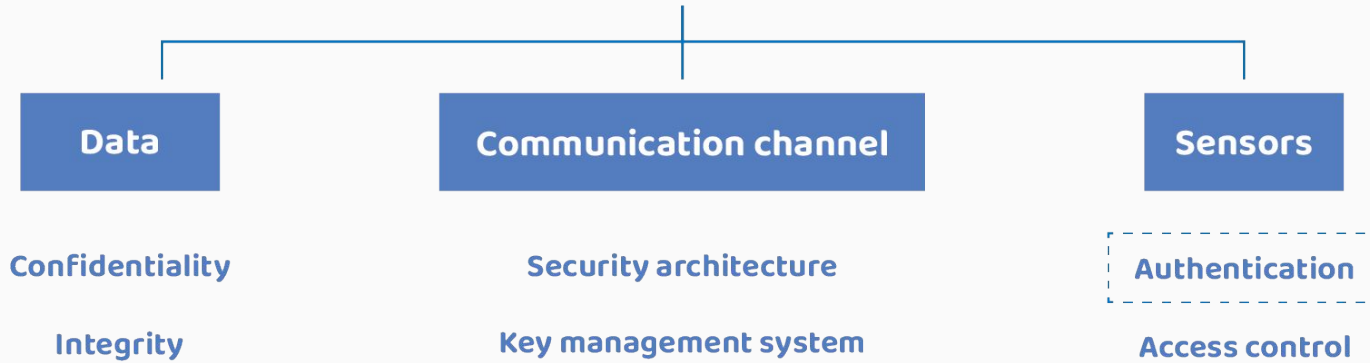 Data
Communication channel
Sensors
Confidentiality
Security architecture
Authentication
Integrity
Key management system
Access control